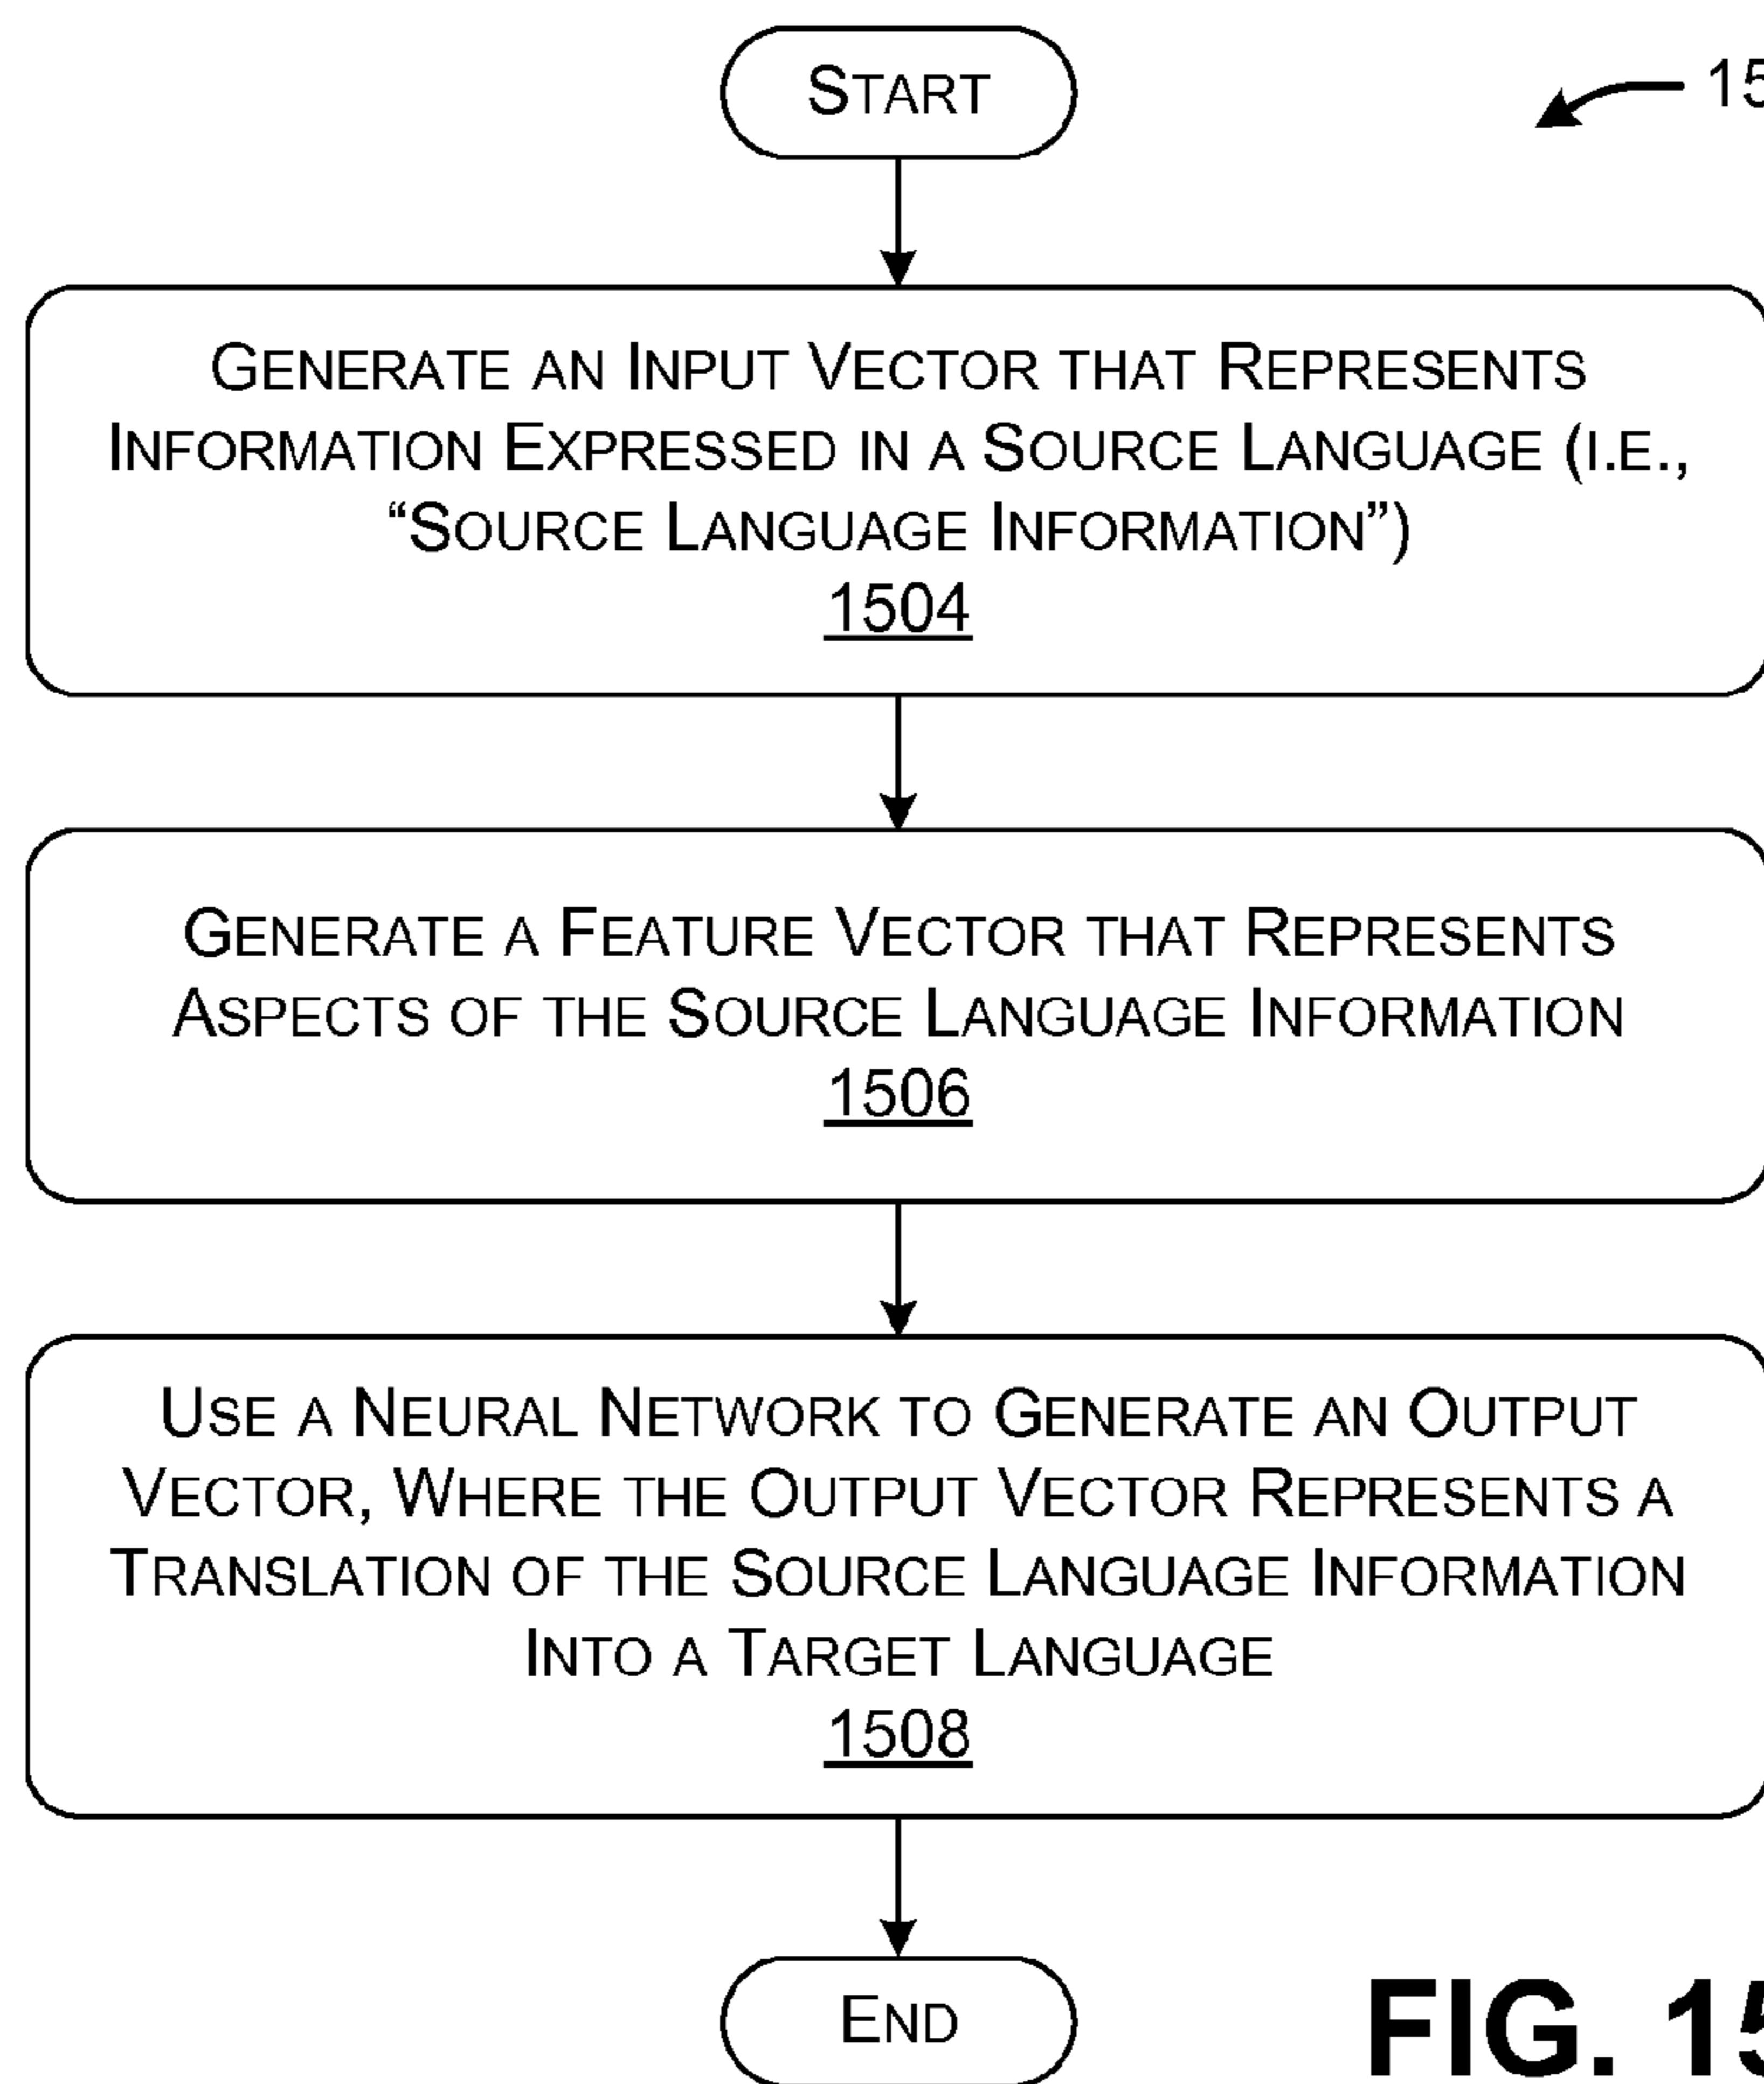 START
GENERATE AN INPUT VECTOR THAT REPRESENTS
INFORMATION EXPRESSED IN A SOURCE LANGUAGE (I.E.,
“SOURCE LANGUAGE INFORMATION”)
1504
GENERATE A FEATURE VECTOR THAT REPRESENTS
ASPECTS OF THE SOURCE LANGUAGE INFORMATION
1506
USE A NEURAL NETWORK TO GENERATE AN OUTPUT
VECTOR, WHERE THE OUTPUT VECTOR REPRESENTS A
TRANSLATION OF THE SOURCE LANGUAGE INFORMATION
INTO A TARGET LANGUAGE
1508
END
FIG. 15